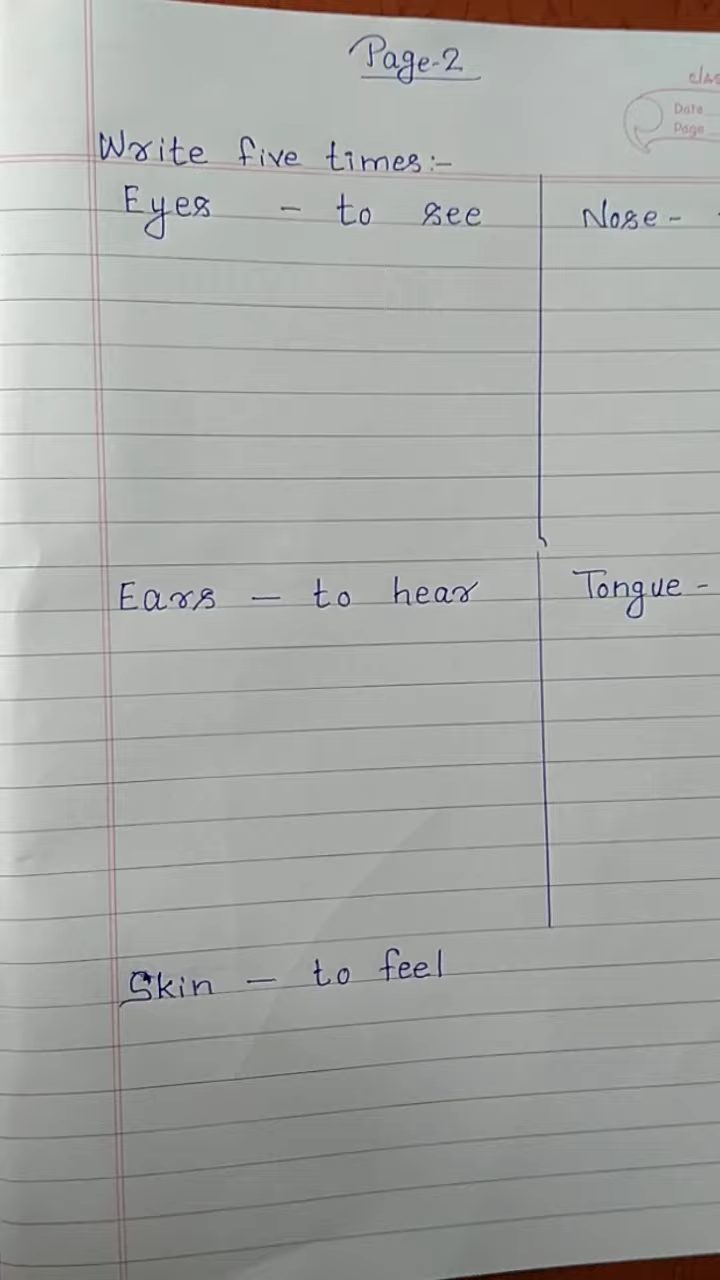 Page-2
Date
Page
Write five times:-
Eyes - to see
Nose -
Ears - to hear
Tongue -
Skin - to feel